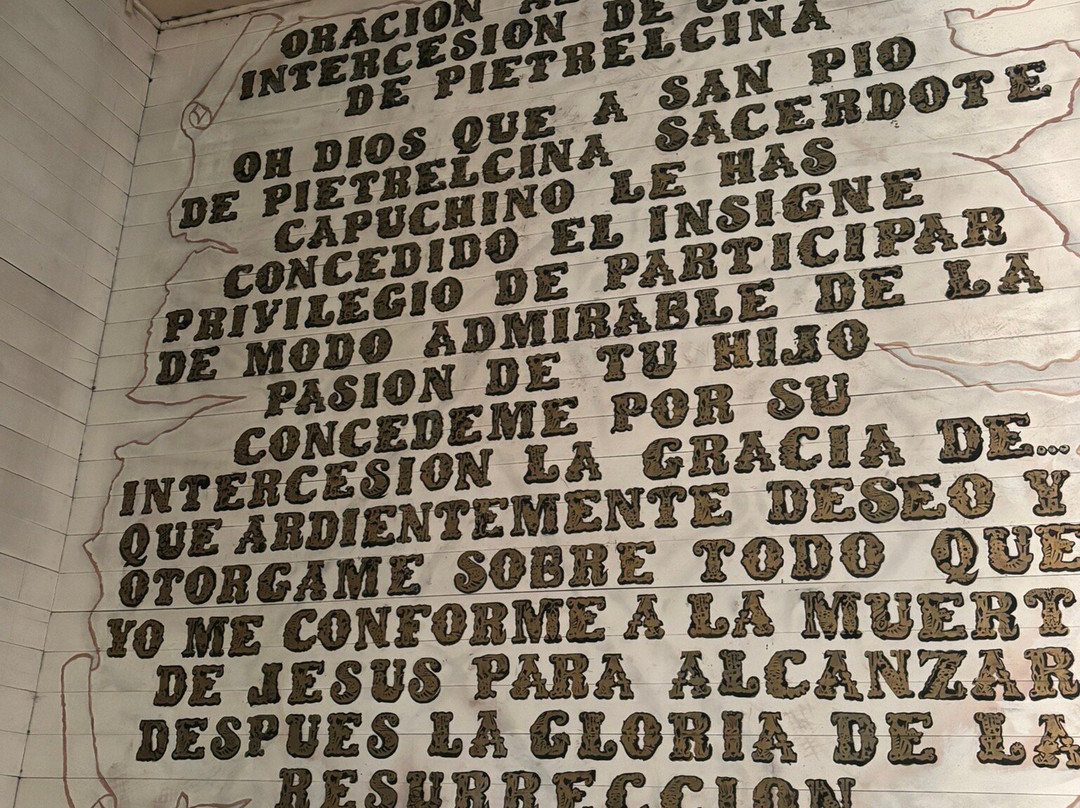 ORACION
INTERCESION DE
DE PIETRELCINA
OH DIOS QUE A SAN PIO
DE PIETRELCINA SACERDOTE
CAPUCHINO LE HAS
CONCEDIDO EL INSIGNE
PRIVILEGIO DE PARTICIPAR
DE MODO ADMIRABLE DE LA
PASION DE TU HIJO
CONCEDEME POR SU
INTERCESION LA GRACIA DE...
QUE ARDIENTEMENTE DESEO Y
OTORGAME SOBRE TODO QUE
YO ME CONFORME A LA MUERT
DE JESUS PARA ALCANZAR
DESPUES LA GLORIA DE LA
RESURRECCION